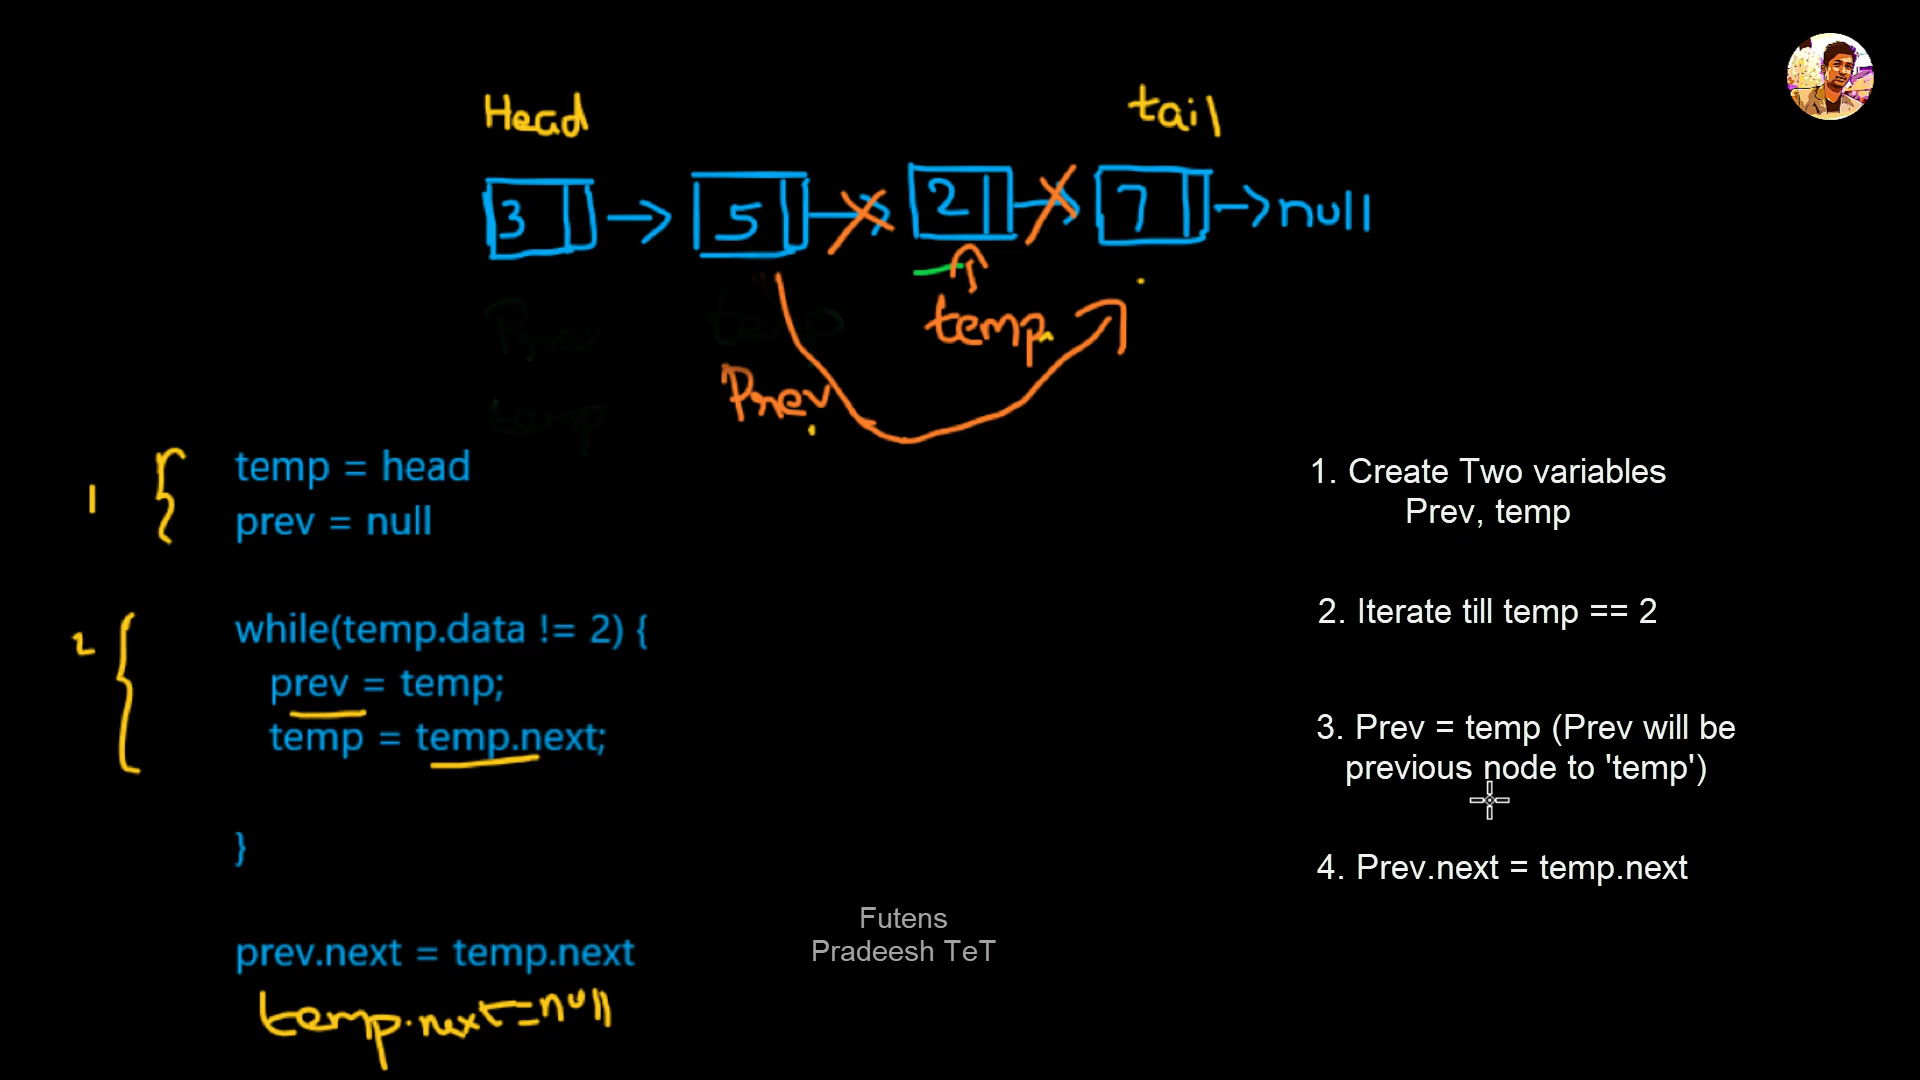 Head
tail
3 → 5 → 2 → 7 → null
Prev
temp
temp
temp
Prev
1
temp = head
prev = null
2
while(temp.data != 2) {
prev = temp;
temp = temp.next;
}
prev.next = temp.next
temp.next=null
1. Create Two variables
Prev, temp
2. Iterate till temp == 2
3. Prev = temp (Prev will be
previous node to 'temp')
4. Prev.next = temp.next
Futens
Pradeesh TeT